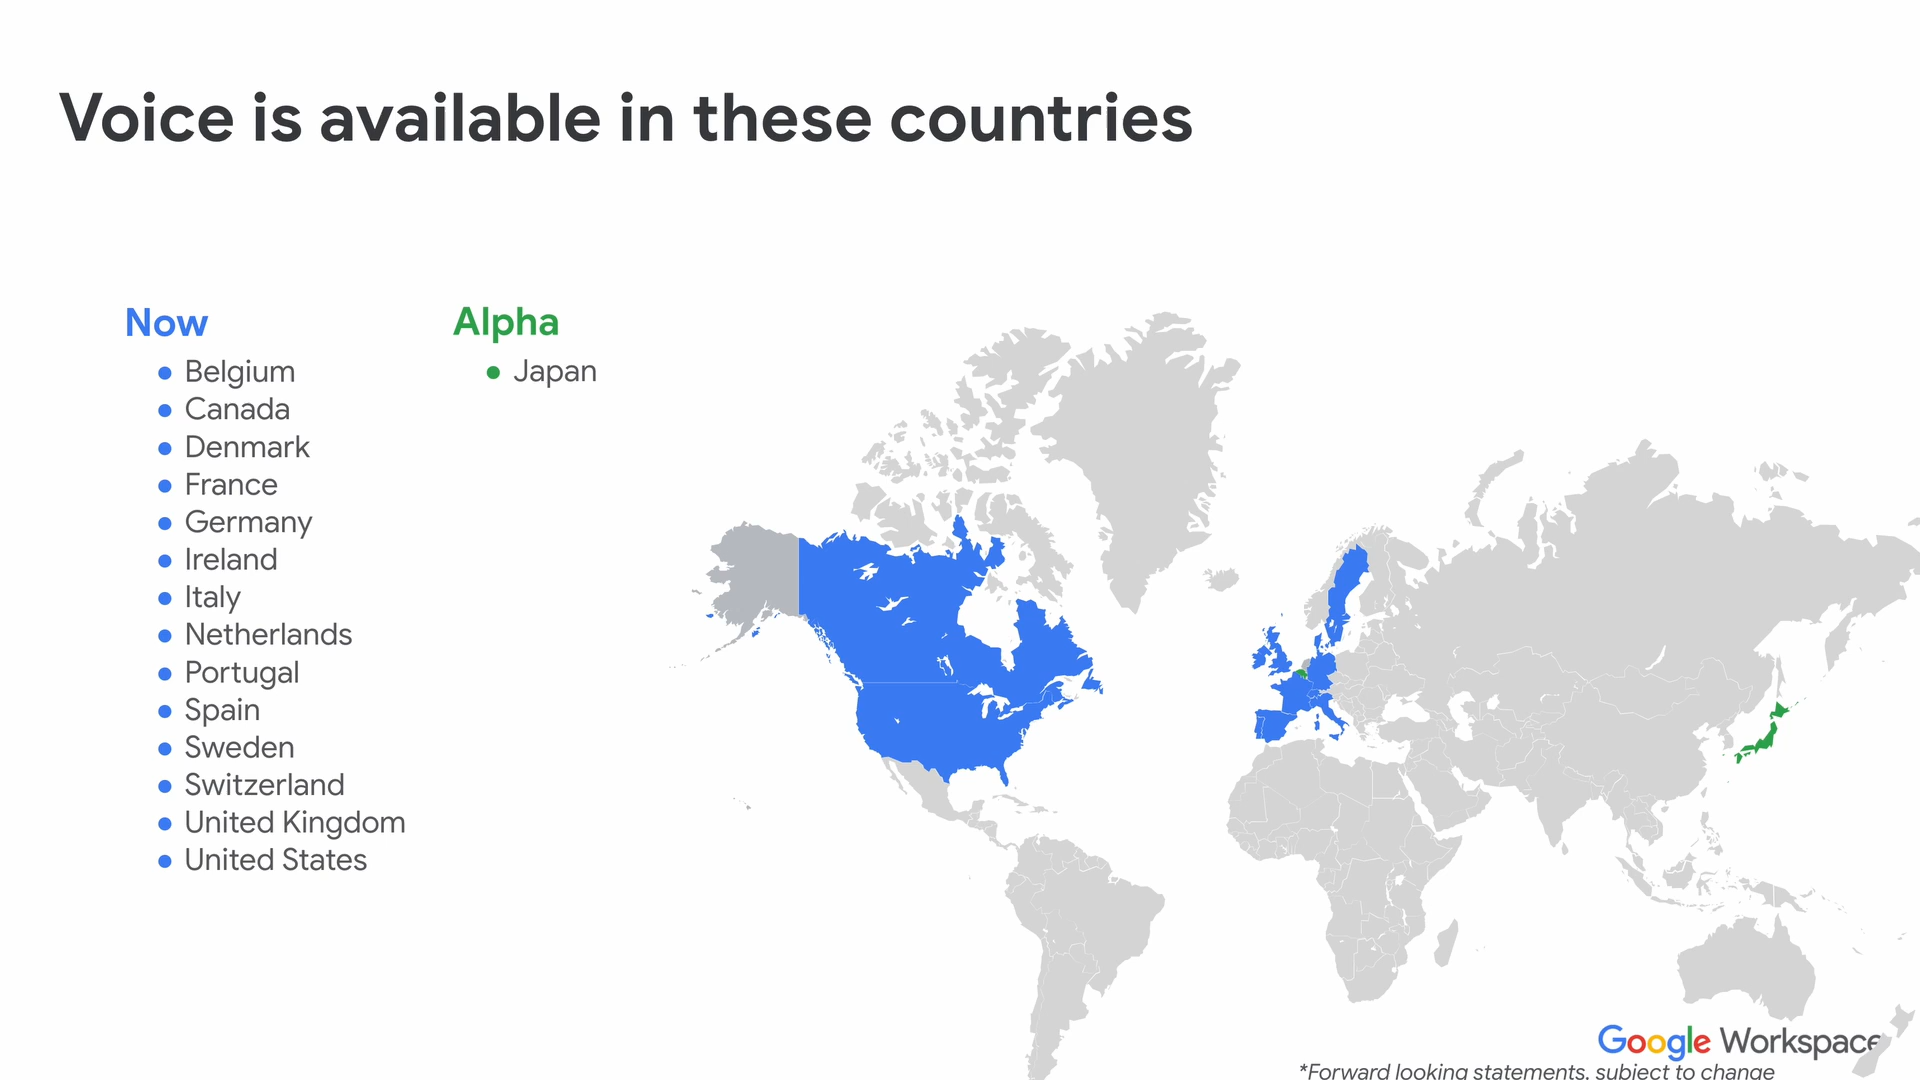 Voice is available in these countries
Now
Belgium
Canada
Denmark
France
Germany
Ireland
Italy
Netherlands
Portugal
Spain
Sweden
Switzerland
United Kingdom
United States
Alpha
Japan
Google Workspace
*Forward looking statements, subject to change